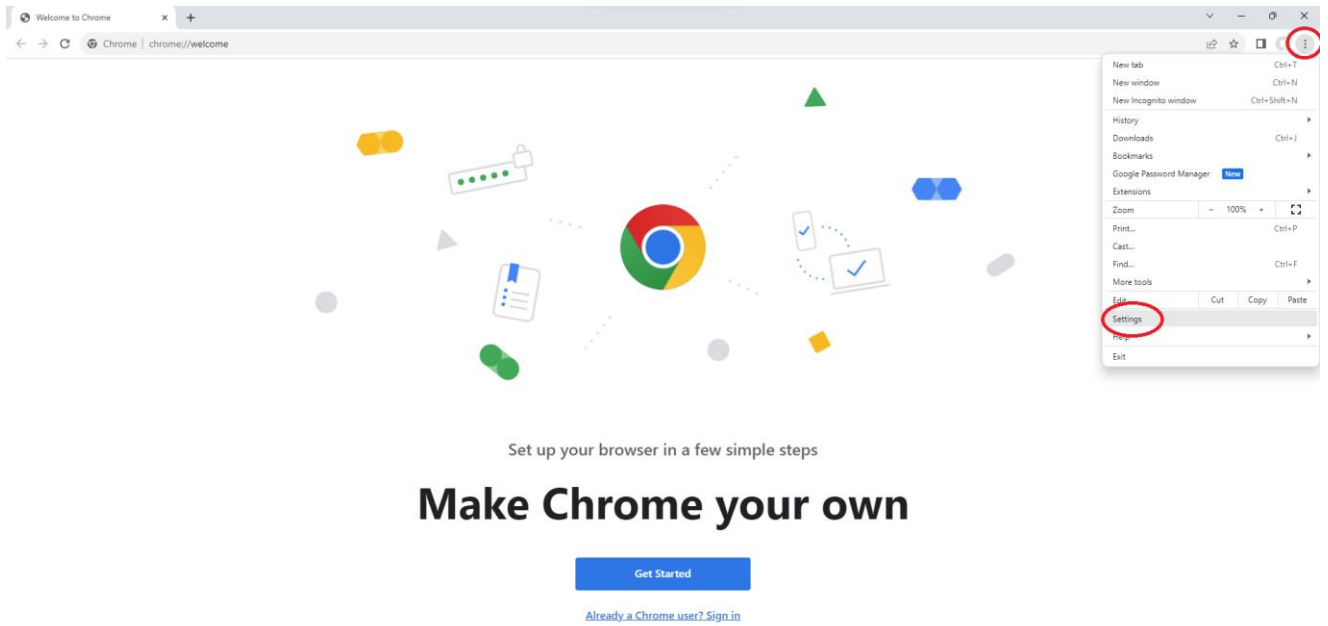 Welcome to Chrome
Chrome | chrome://welcome
New tab Ctrl+T
New window Ctrl+N
New Incognito window Ctrl+Shift+N
History
Downloads Ctrl+J
Bookmarks
Google Password Manager New
Extensions
Zoom - 100% +
Print... Ctrl+P
Cast...
Find... Ctrl+F
More tools
Edit Cut Copy Paste
Settings
Help
Exit
Set up your browser in a few simple steps
Make Chrome your own
Get Started
Already a Chrome user? Sign in